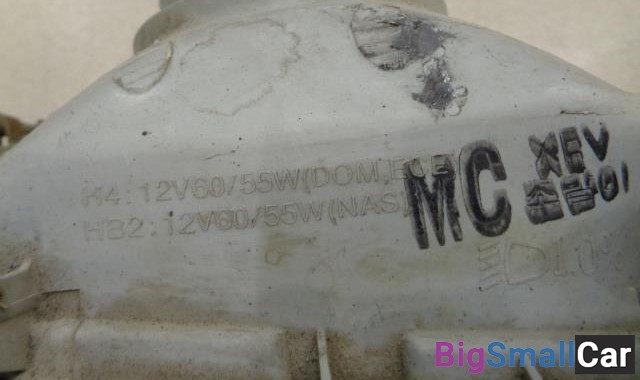 H4:12V60/55W(DOM,ECE)
HB2:12V60/55W(NAS)
MC
BigSmallCar